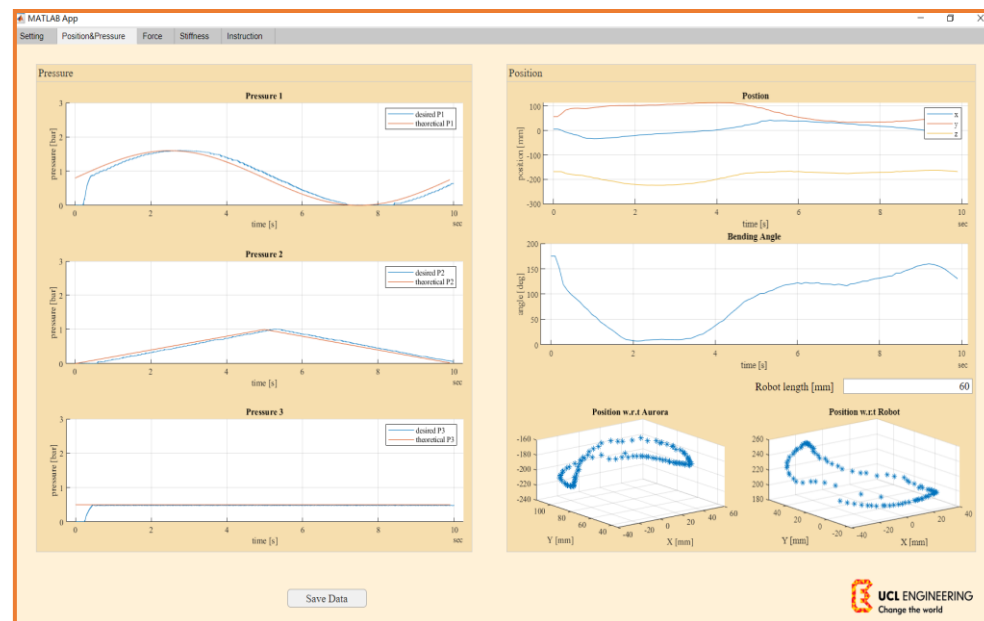 MATLAB App
Setting Position&Pressure Force Stiffness Instruction
Pressure
Pressure 1
3
2
1
0
pressure [bar]
desired P1
theoretical P1
0 2 4 6 8 10
time [s]
sec
Pressure 2
3
2
1
0
pressure [bar]
desired P2
theoretical P2
0 2 4 6 8 10
time [s]
sec
Pressure 3
3
2
1
0
pressure [bar]
desired P3
theoretical P3
0 2 4 6 8 10
time [s]
sec
Save Data
Position
Postion
100
0
-100
-200
-300
position [mm]
x
y
z
0 2 4 6 8 10
time [s]
sec
Bending Angle
200
150
100
50
0
angle [deg]
0 2 4 6 8 10
time [s]
sec
Robot length [mm] 60
Position w.r.t Aurora
-160
-180
-200
-220
-240
100 80 60 40
Y [mm]
-40 -20 0 20 40 60
X [mm]
Position w.r.t Robot
260
240
220
200
180
40 20 0 -20
Y [mm]
-40 -20 0 20 40
X [mm]
UCL ENGINEERING
Change the world